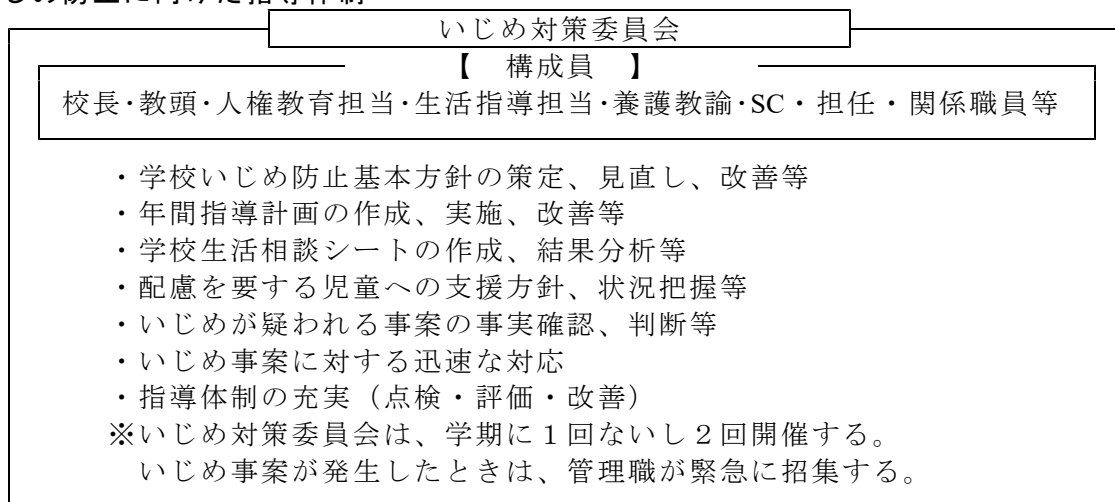 いじめ対策委員会
【　構成員　】
校長・教頭・人権教育担当・生活指導担当・養護教諭・SC・担任・関係職員等
・学校いじめ防止基本方針の策定、見直し、改善等
・年間指導計画の作成、実施、改善等
・学校生活相談シートの作成、結果分析等
・配慮を要する児童への支援方針、状況把握等
・いじめが疑われる事案の事実確認、判断等
・いじめ事案に対する迅速な対応
・指導体制の充実（点検・評価・改善）
※いじめ対策委員会は、学期に１回ないし２回開催する。
いじめ事案が発生したときは、管理職が緊急に招集する。